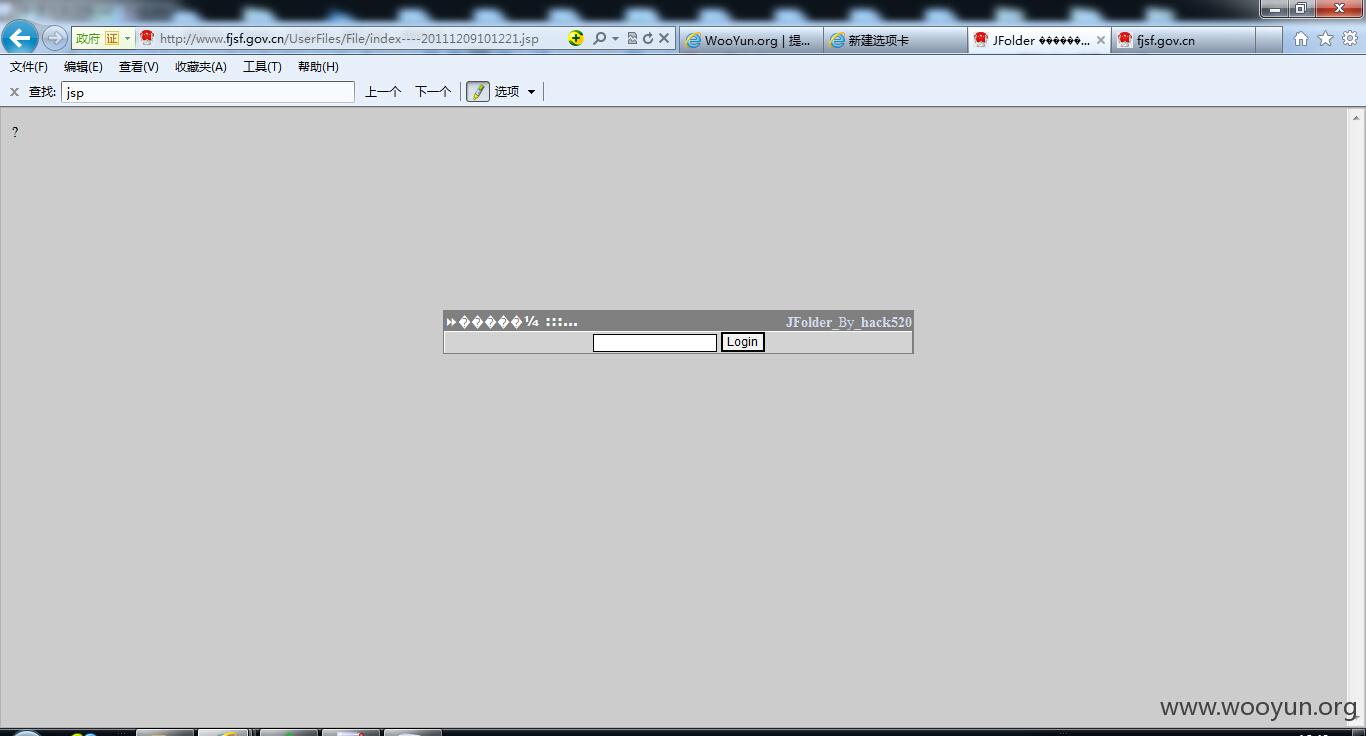 政府 证 http://www.fjsf.gov.cn/UserFiles/File/index----20111209101221.jsp WooYun.org | 提... 新建选项卡 JFolder ������... fjsf.gov.cn
文件(F) 编辑(E) 查看(V) 收藏夹(A) 工具(T) 帮助(H)
x 查找: jsp 上一个 下一个 选项
?
�����¼ :::... JFolder_By_hack520
Login
www.wooyun.org